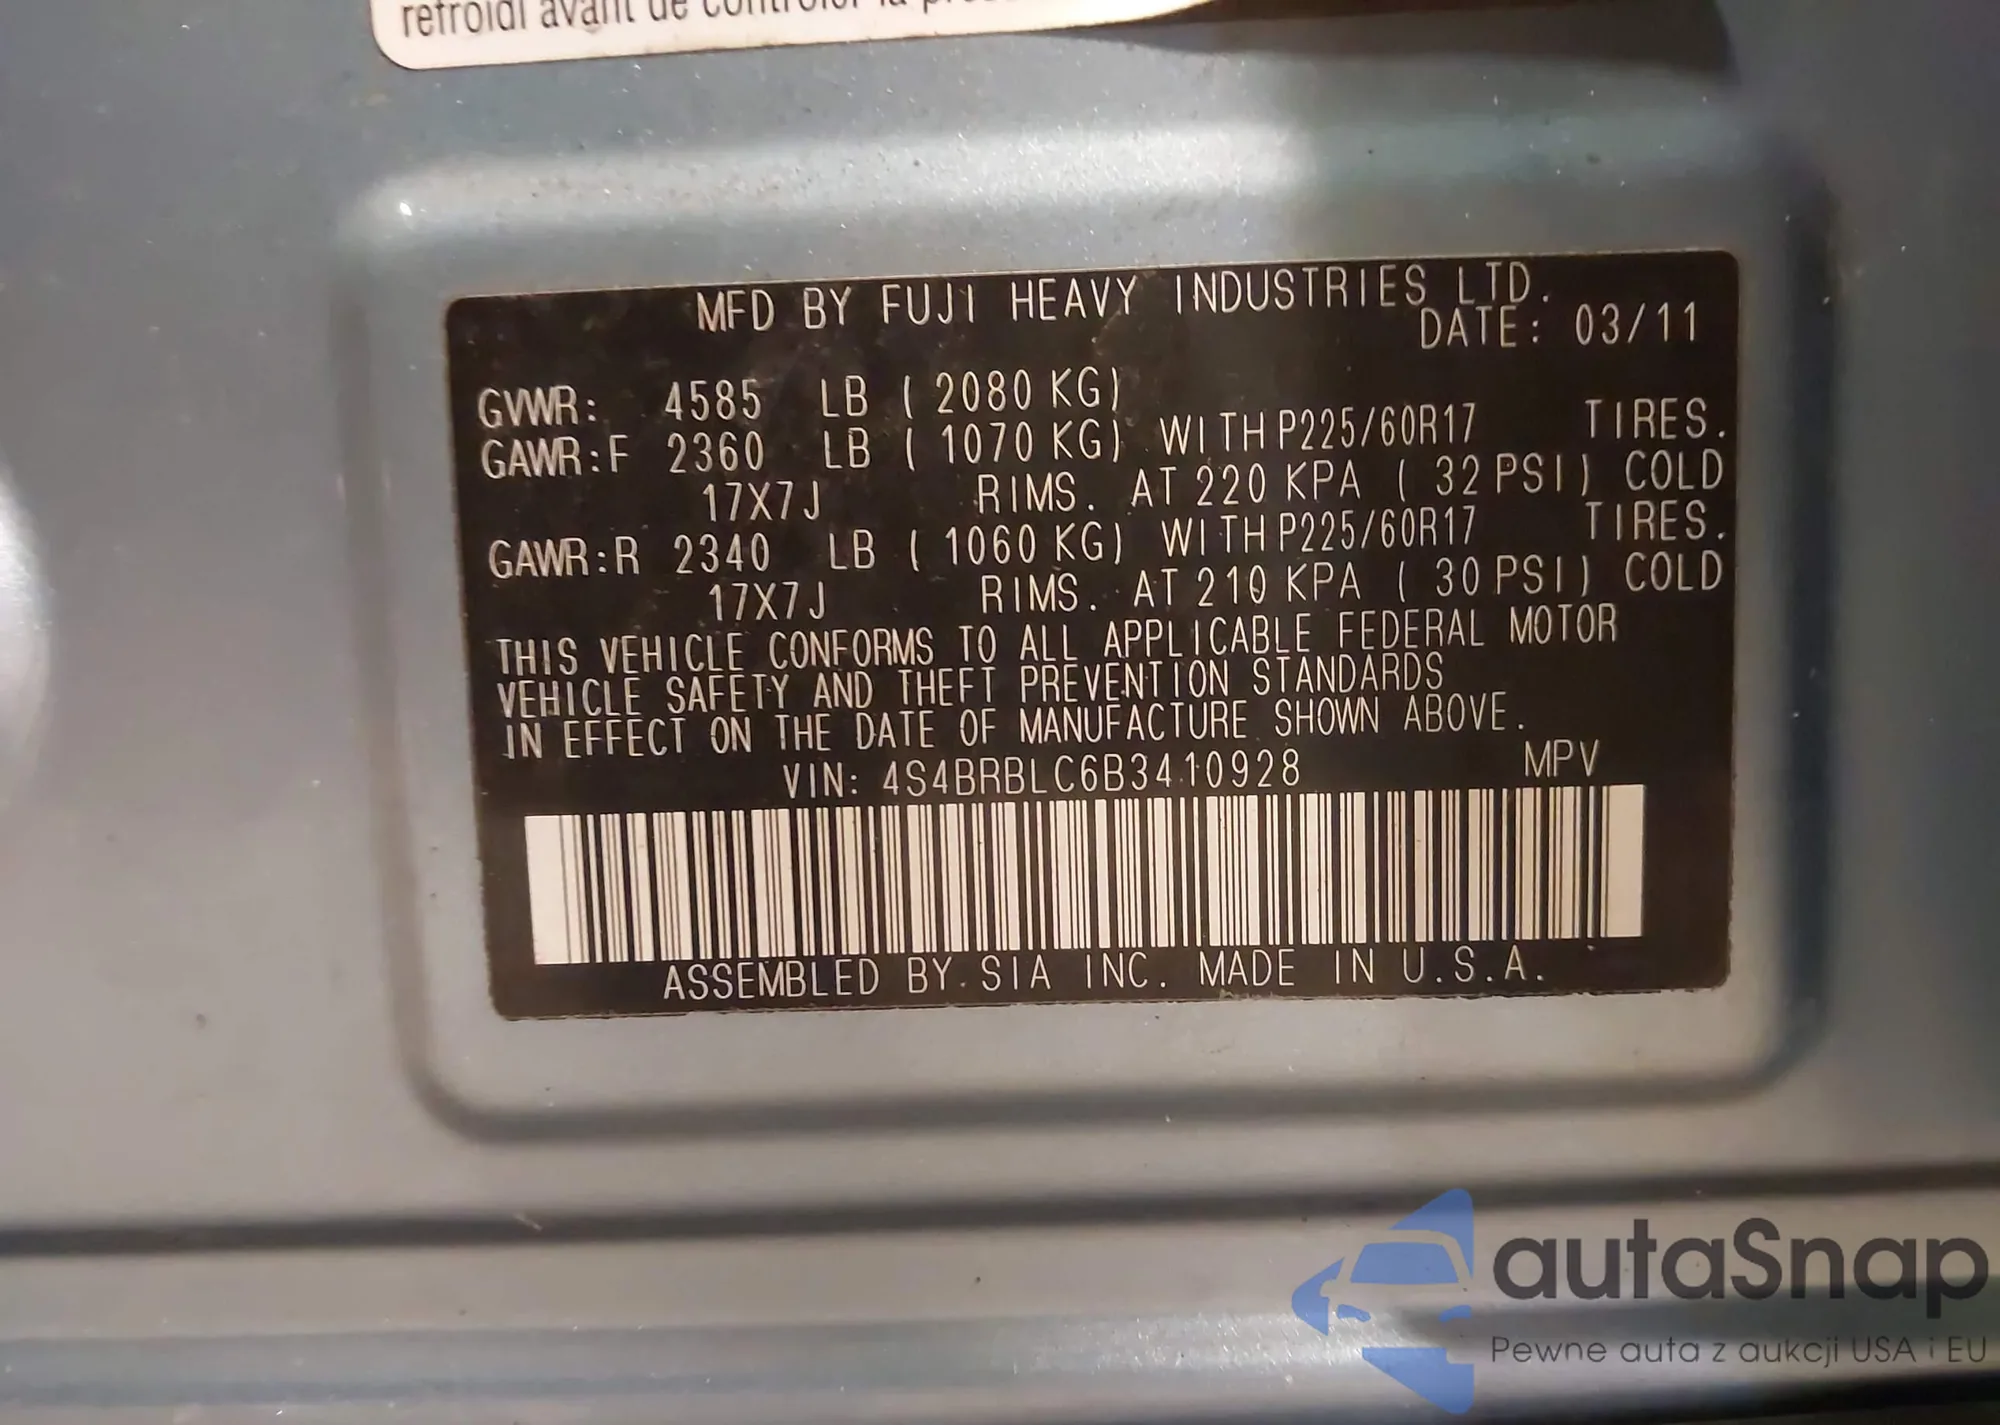 refroidi avant de controler la
MFD BY FUJI HEAVY INDUSTRIES LTD.
DATE: 03/11
GVWR: 4585 LB ( 2080 KG)
GAWR:F 2360 LB ( 1070 KG) WITH P225/60R17 TIRES.
17X7J RIMS. AT 220 KPA ( 32 PSI) COLD
GAWR:R 2340 LB ( 1060 KG) WITH P225/60R17 TIRES.
17X7J RIMS. AT 210 KPA ( 30 PSI) COLD
THIS VEHICLE CONFORMS TO ALL APPLICABLE FEDERAL MOTOR
VEHICLE SAFETY AND THEFT PREVENTION STANDARDS
IN EFFECT ON THE DATE OF MANUFACTURE SHOWN ABOVE.
VIN: 4S4BRBLC6B3410928 MPV
ASSEMBLED BY SIA INC. MADE IN U.S.A.
autaSnap
Pewne auta z aukcji USA i EU